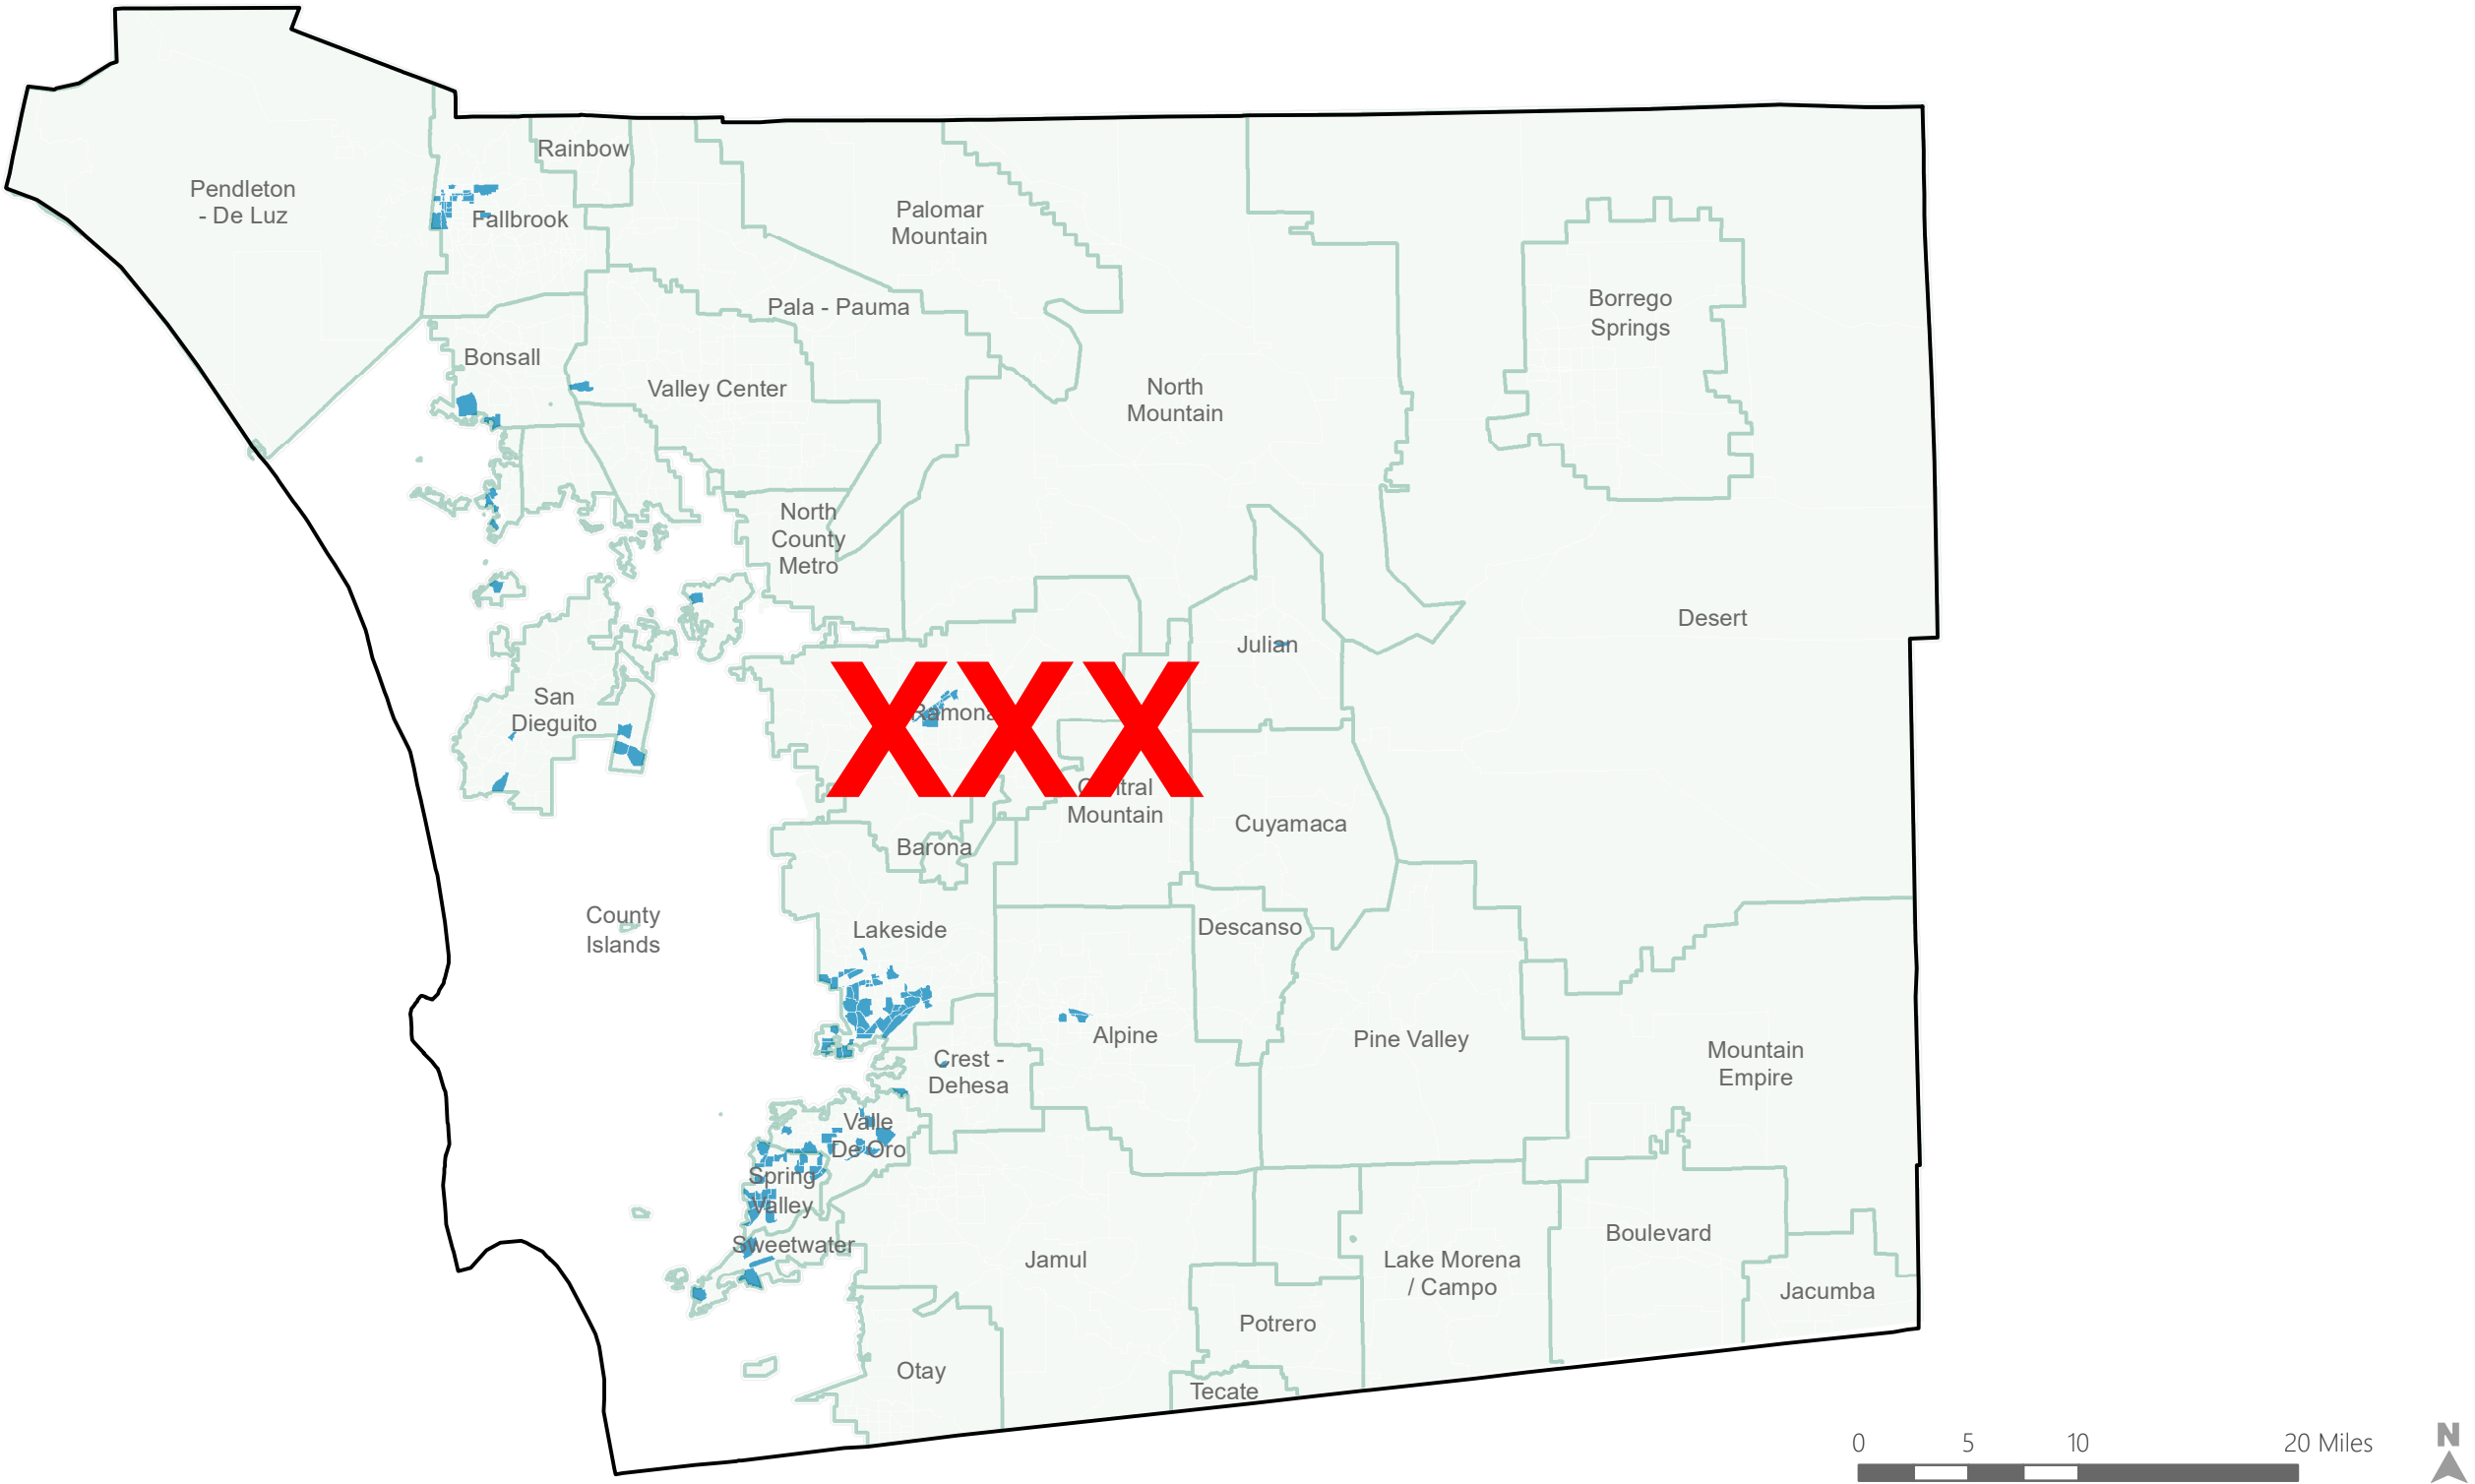 Rainbow
Pendleton
- De Luz
Fallbrook
Palomar
Mountain
Pala - Pauma
Borrego
Springs
Bonsall
Valley Center
North
Mountain
North
County
Metro
Desert
Julian
San
Dieguito
XXX
Ramona
Central
Mountain
Cuyamaca
Barona
County
Islands
Lakeside
Descanso
Alpine
Pine Valley
Crest -
Dehesa
Mountain
Empire
Valle
De Oro
Spring
Valley
Sweetwater
Jamul
Lake Morena
/ Campo
Boulevard
Jacumba
Potrero
Otay
Tecate
0 5 10 20 Miles
N